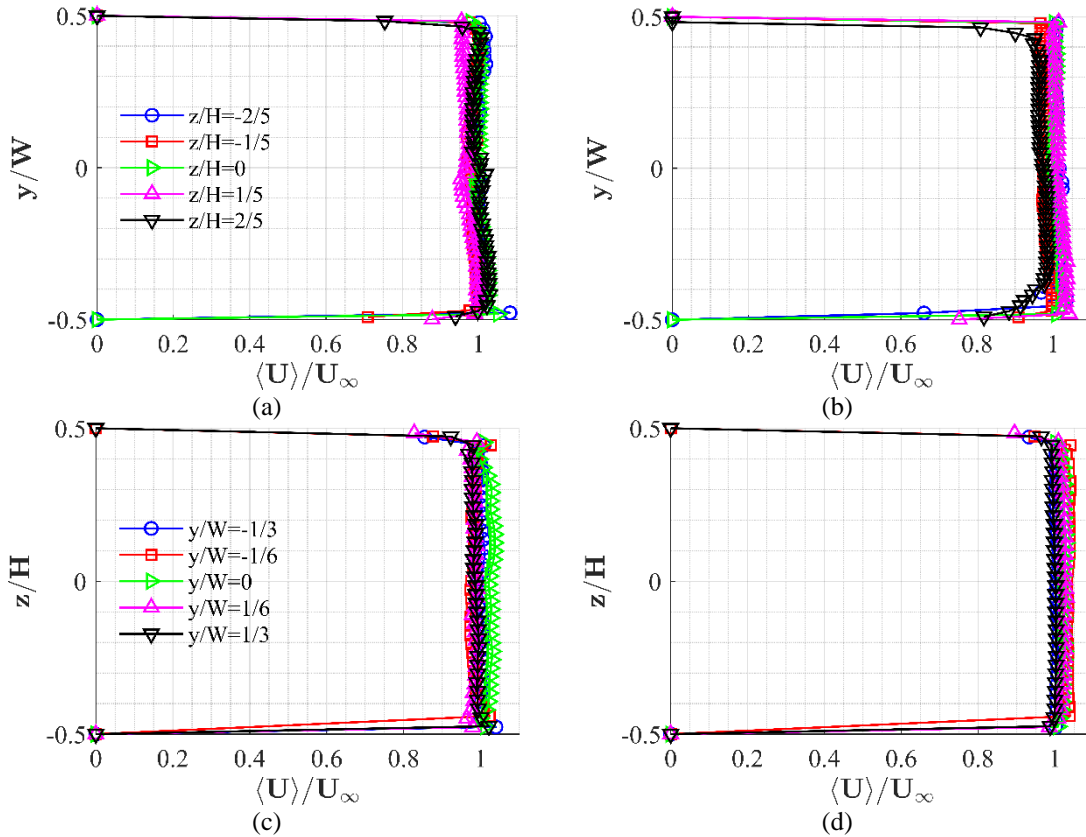 0.5
y/W
0
-0.5
z/H=-2/5
z/H=-1/5
z/H=0
z/H=1/5
z/H=2/5
0 0.2 0.4 0.6 0.8 1
⟨U⟩/U∞
(a)
0.5
y/W
0
-0.5
0 0.2 0.4 0.6 0.8 1
⟨U⟩/U∞
(b)
0.5
z/H
0
-0.5
y/W=-1/3
y/W=-1/6
y/W=0
y/W=1/6
y/W=1/3
0 0.2 0.4 0.6 0.8 1
⟨U⟩/U∞
(c)
0.5
z/H
0
-0.5
0 0.2 0.4 0.6 0.8 1
⟨U⟩/U∞
(d)